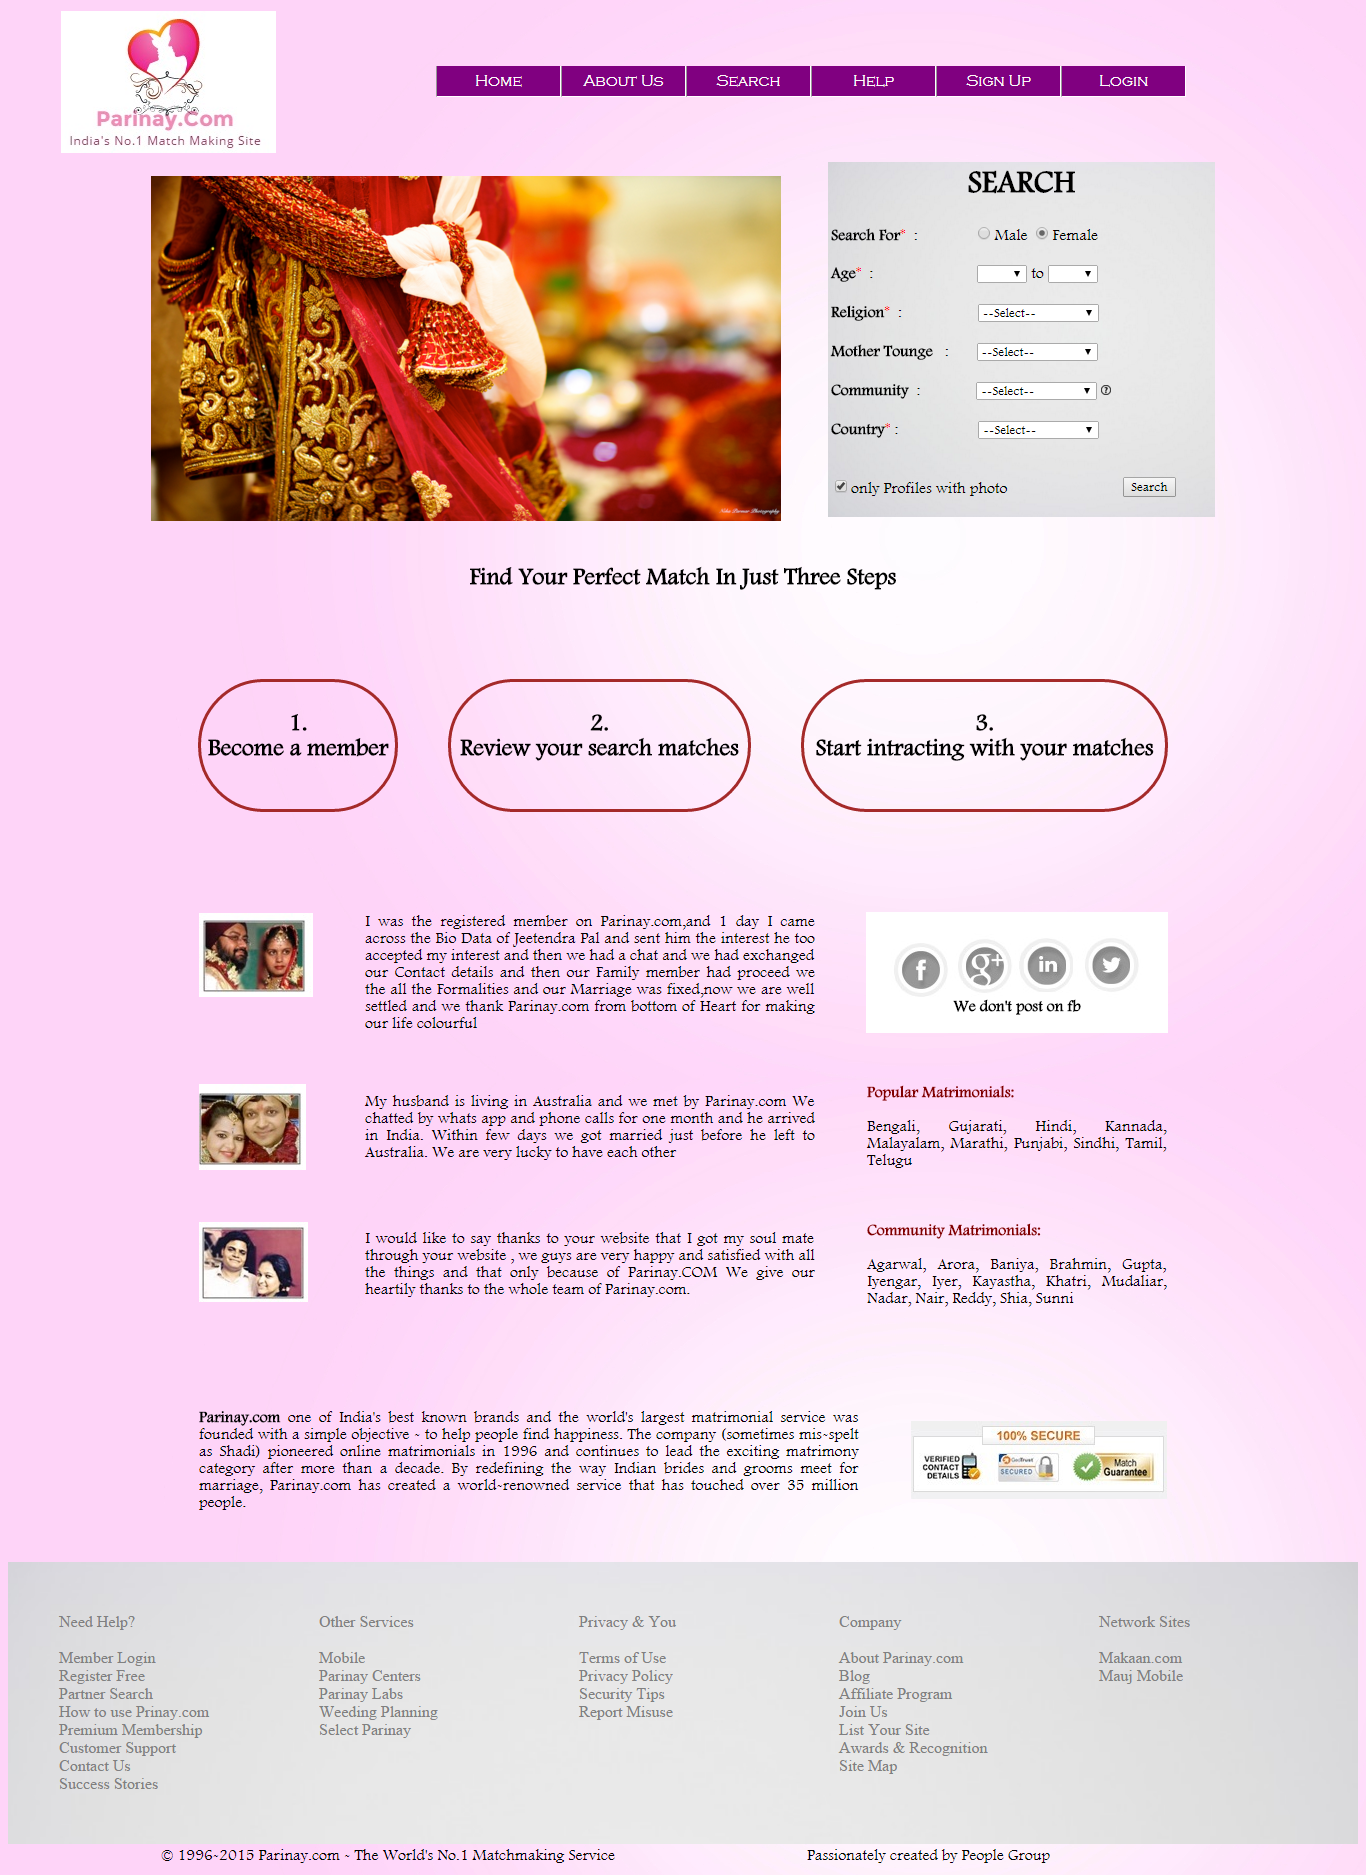 Parinay.Com
India's No.1 Match Making Site
Home
About Us
Search
Help
Sign Up
Login
SEARCH
Search For* :
Male
Female
Age* :
to
Religion* :
--Select--
Mother Tounge :
--Select--
Community :
--Select--
Country* :
--Select--
only Profiles with photo
Search
Find Your Perfect Match In Just Three Steps
1.
Become a member
2.
Review your search matches
3.
Start intracting with your matches
I was the registered member on Parinay.com,and 1 day I came
across the Bio Data of Jeetendra Pal and sent him the interest he too
accepted my interest and then we had a chat and we had exchanged
our Contact details and then our Family member had proceed we
the all the Formalities and our Marriage was fixed,now we are well
settled and we thank Parinay.com from bottom of Heart for making
our life colourful
f
g+
in
We don't post on fb
My husband is living in Australia and we met by Parinay.com We
chatted by whats app and phone calls for one month and he arrived
in India. Within few days we got married just before he left to
Australia. We are very lucky to have each other
Popular Matrimonials:
Bengali, Gujarati, Hindi, Kannada,
Malayalam, Marathi, Punjabi, Sindhi, Tamil,
Telugu
I would like to say thanks to your website that I got my soul mate
through your website , we guys are very happy and satisfied with all
the things and that only because of Parinay.COM We give our
heartily thanks to the whole team of Parinay.com.
Community Matrimonials:
Agarwal, Arora, Baniya, Brahmin, Gupta,
Iyengar, Iyer, Kayastha, Khatri, Mudaliar,
Nadar, Nair, Reddy, Shia, Sunni
Parinay.com one of India's best known brands and the world's largest matrimonial service was
founded with a simple objective - to help people find happiness. The company (sometimes mis-spelt
as Shadi) pioneered online matrimonials in 1996 and continues to lead the exciting matrimony
category after more than a decade. By redefining the way Indian brides and grooms meet for
marriage, Parinay.com has created a world-renowned service that has touched over 35 million
people.
100% SECURE
VERIFIED
CONTACT
DETAILS
SECURED
Match
Guarantee
Need Help?
Member Login
Register Free
Partner Search
How to use Prinay.com
Premium Membership
Customer Support
Contact Us
Success Stories
Other Services
Mobile
Parinay Centers
Parinay Labs
Weeding Planning
Select Parinay
Privacy & You
Terms of Use
Privacy Policy
Security Tips
Report Misuse
Company
About Parinay.com
Blog
Affiliate Program
Join Us
List Your Site
Awards & Recognition
Site Map
Network Sites
Makaan.com
Mauj Mobile
© 1996-2015 Parinay.com - The World's No.1 Matchmaking Service
Passionately created by People Group